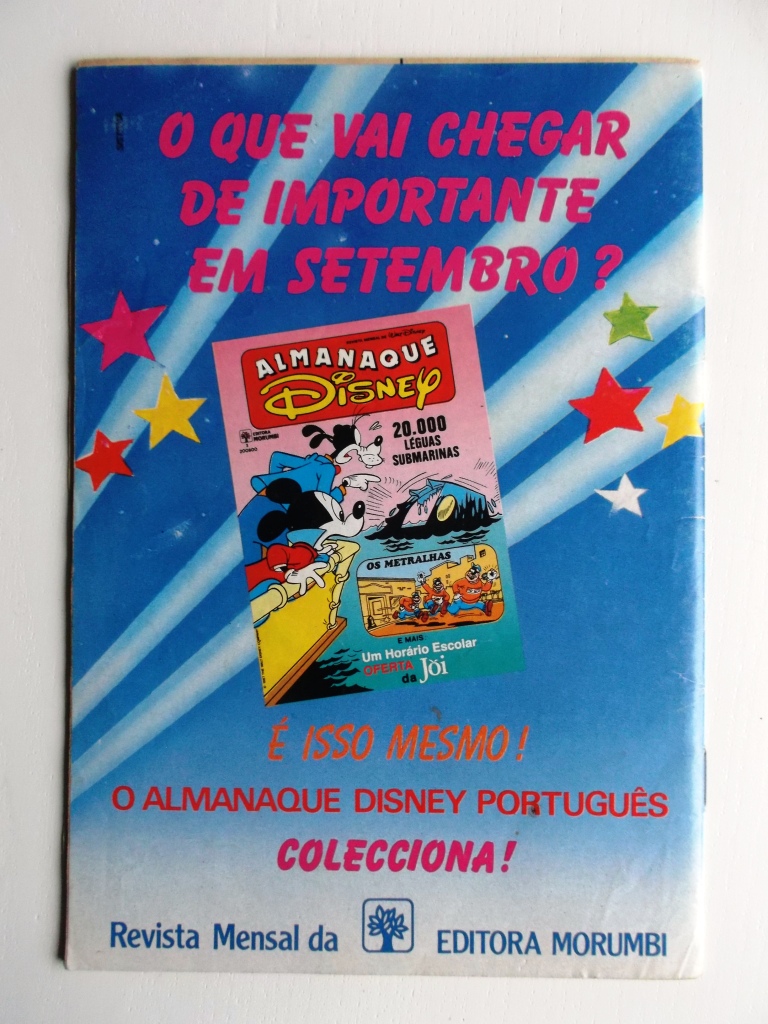 O QUE VAI CHEGAR
DE IMPORTANTE
EM SETEMBRO?
ALMANAQUE
DISNEY
EDITORA
MORUMBI
20.000
LÉGUAS
SUBMARINAS
OS METRALHAS
E MAIS:
Um Horário Escolar
OFERTA
da Jöi
É ISSO MESMO!
O ALMANAQUE DISNEY PORTUGUÊS
COLECCIONA!
Revista Mensal da EDITORA MORUMBI